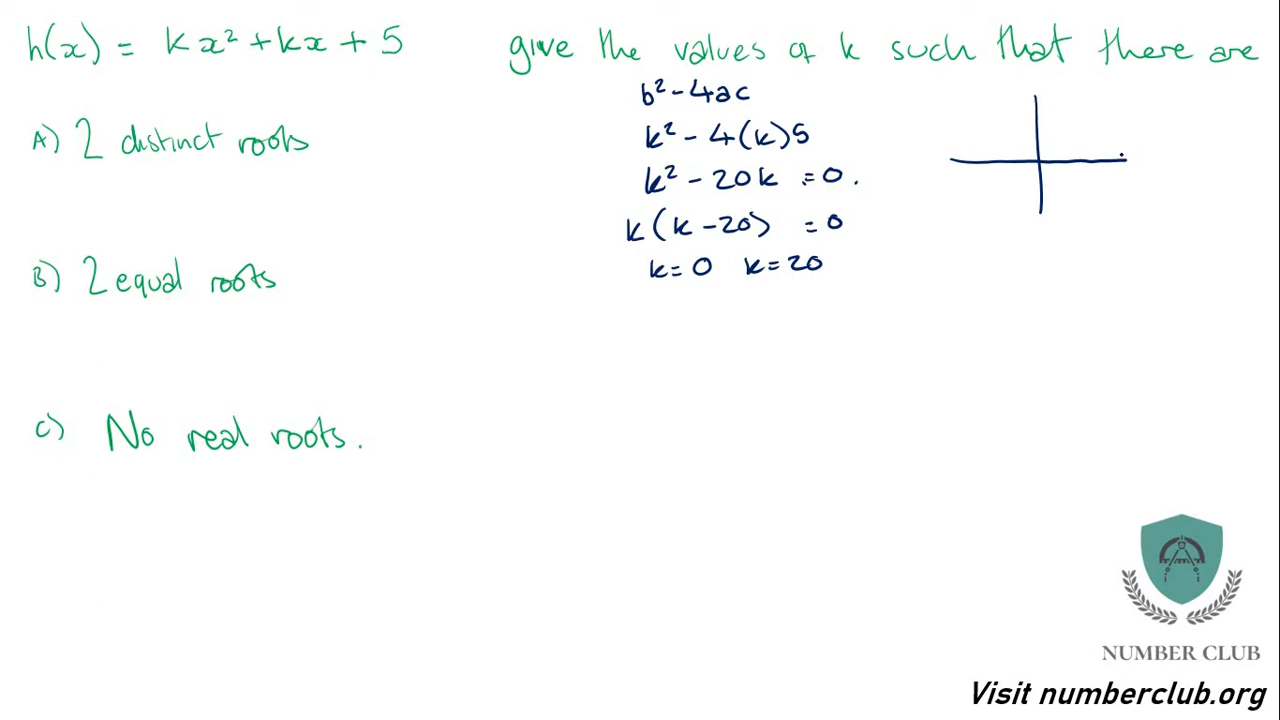 h(x) = kx² + kx + 5 give the values of k such that there are
b² - 4ac
A) 2 distinct roots
k² - 4(k)5
k² - 20k = 0.
k(k - 20) = 0
k = 0 k = 20
B) 2 equal roots
C) No real roots.
NUMBER CLUB
Visit numberclub.org